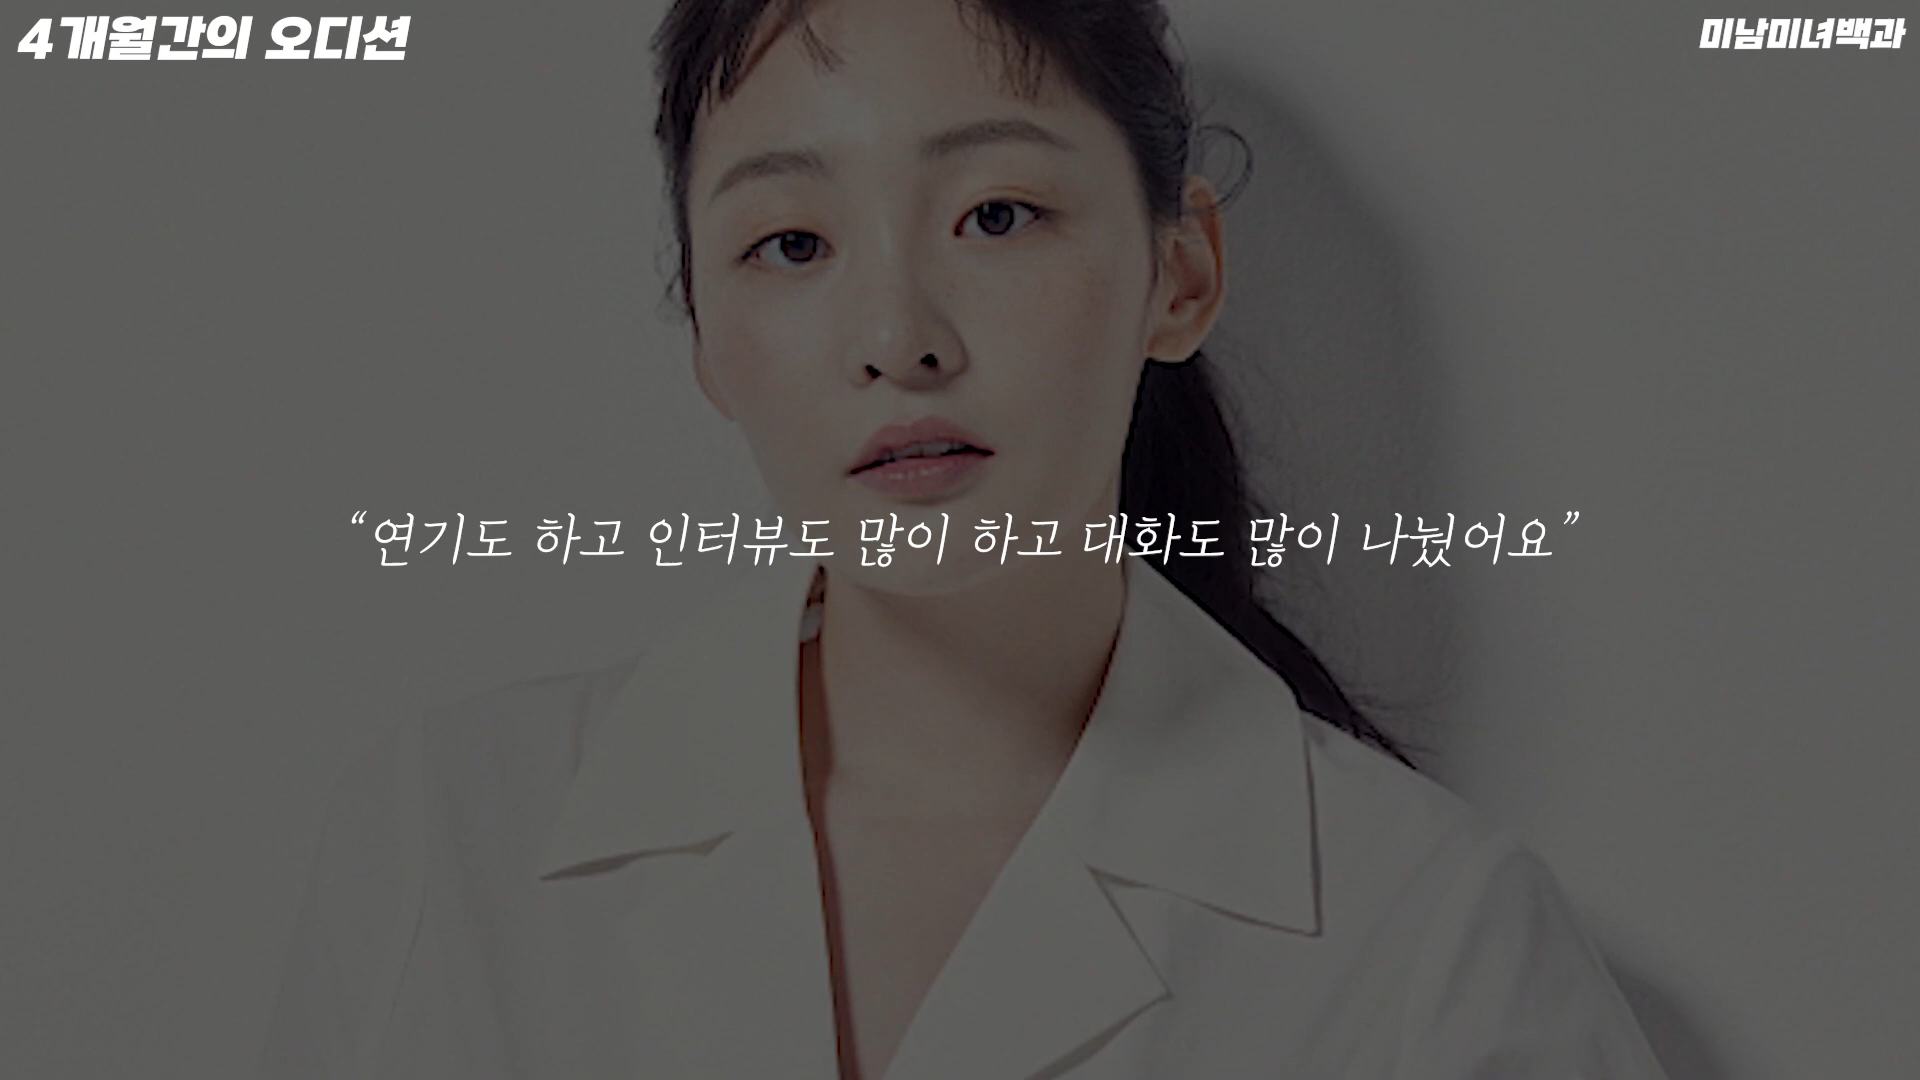 4개월간의 오디션
미남미녀백과
“연기도 하고 인터뷰도 많이 하고 대화도 많이 나눴어요”